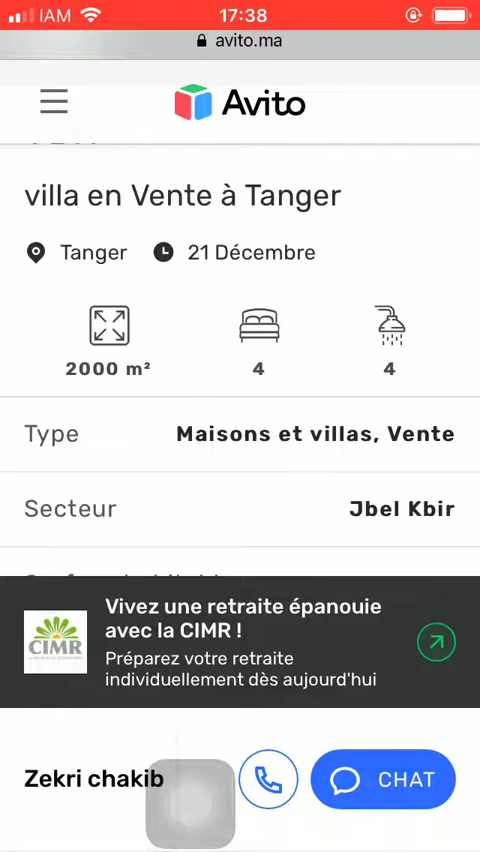 IAM 17:38
avito.ma
Avito
villa en Vente à Tanger
Tanger 21 Décembre
2000 m² 4 4
Type Maisons et villas, Vente
Secteur Jbel Kbir
Vivez une retraite épanouie
avec la CIMR !
CIMR
Préparez votre retraite
individuellement dès aujourd'hui
Zekri chakib CHAT